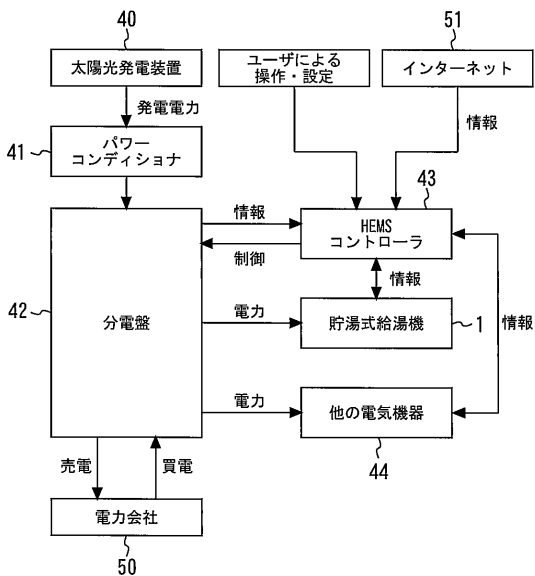 40
太陽光発電装置
発電電力
41
パワー
コンディショナ
ユーザによる
操作・設定
51
インターネット
情報
43
HEMS
コントローラ
情報
制御
情報
42
分電盤
電力
貯湯式給湯機
1
情報
電力
他の電気機器
44
売電
買電
電力会社
50